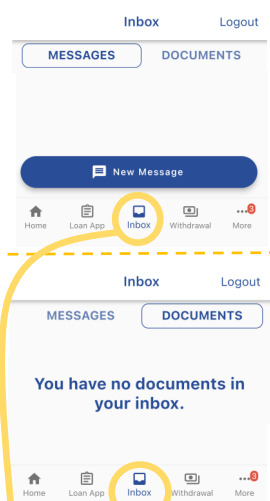 Inbox Logout
MESSAGES DOCUMENTS
New Message
Home Loan App Inbox Withdrawal More 3
Inbox Logout
MESSAGES DOCUMENTS
You have no documents in
your inbox.
Home Loan App Inbox Withdrawal More 3